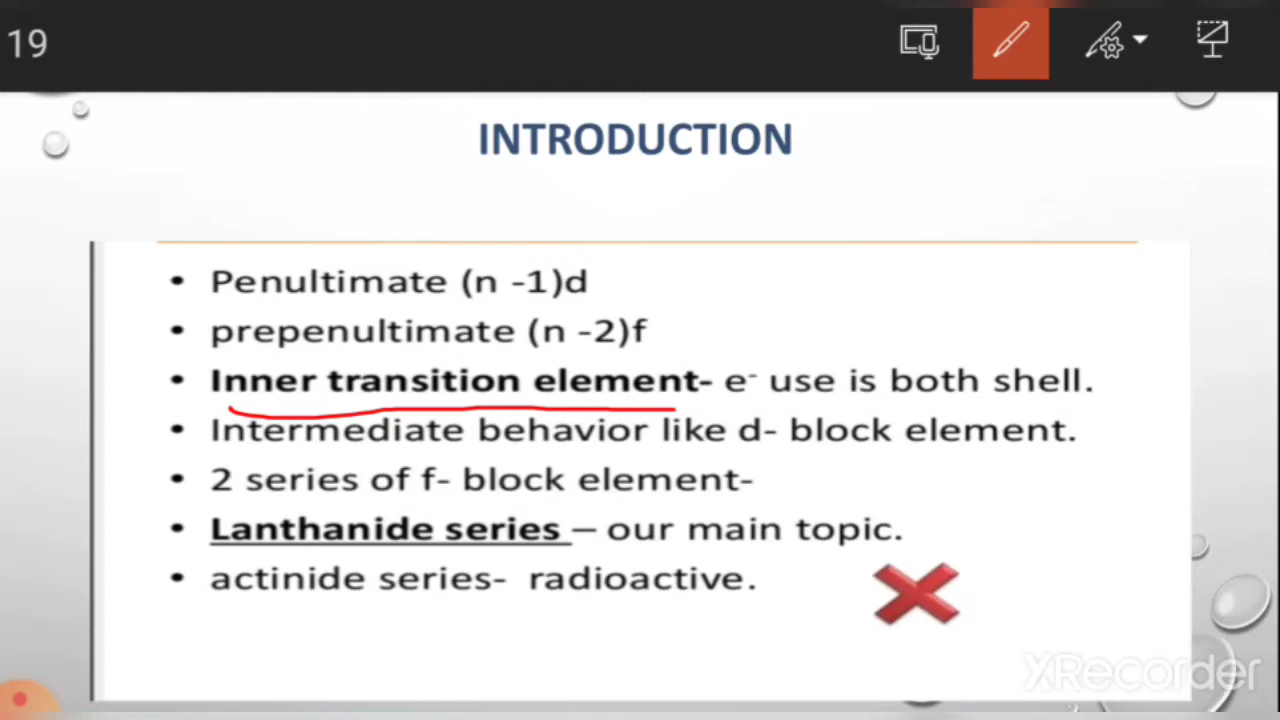 19
INTRODUCTION
• Penultimate (n -1)d
• prepenultimate (n -2)f
• Inner transition element- e⁻ use is both shell.
• Intermediate behavior like d- block element.
• 2 series of f- block element-
• Lanthanide series – our main topic.
• actinide series- radioactive.
XRecorder